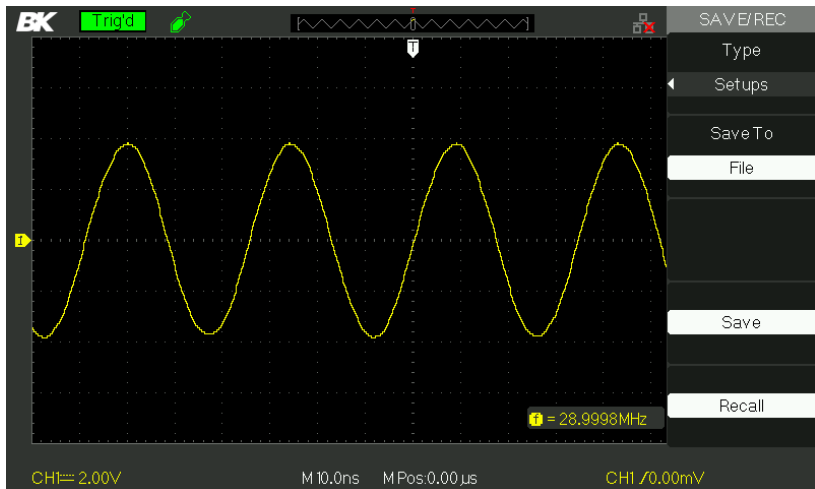 BK Trig'd SAVE/REC
T
Type
Setups
Save To
File
1
Save
Recall
f = 28.9998MHz
CH1 2.00V M 10.0ns M Pos:0.00µs CH1 / 0.00mV